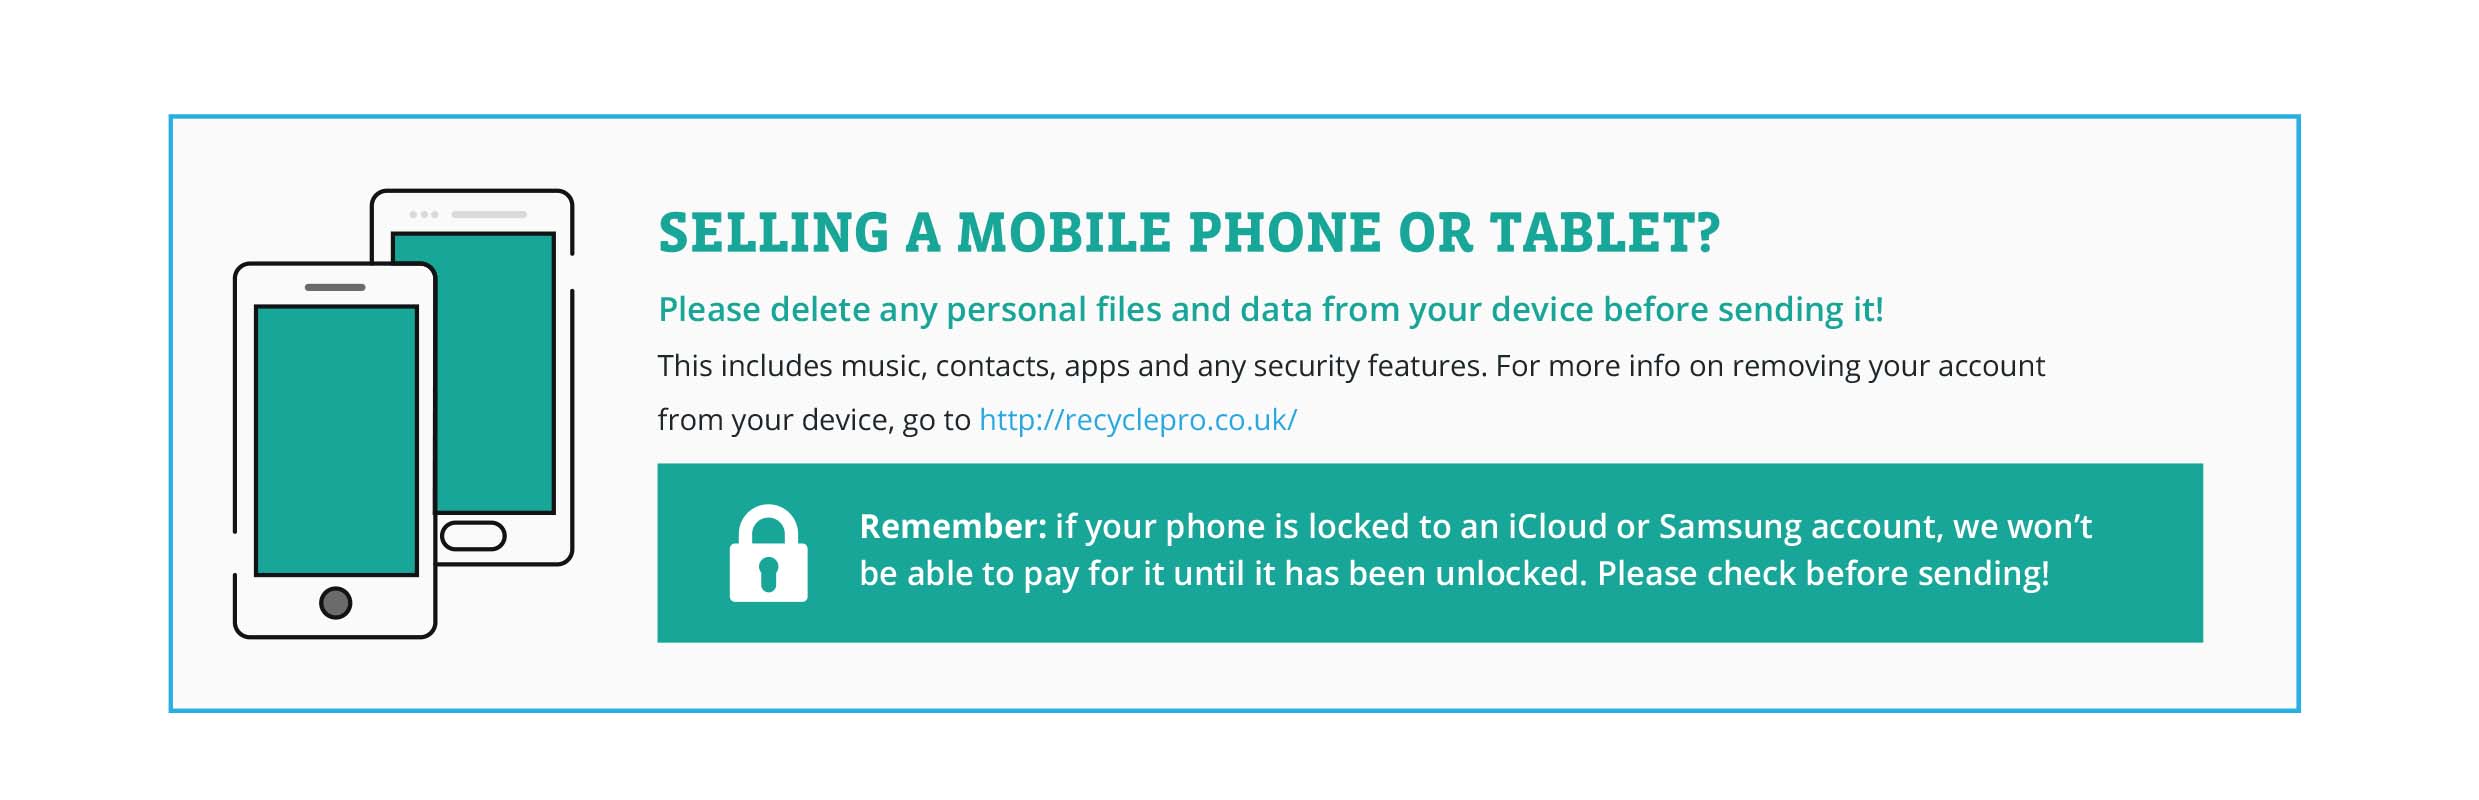 SELLING A MOBILE PHONE OR TABLET?
Please delete any personal files and data from your device before sending it!
This includes music, contacts, apps and any security features. For more info on removing your account
from your device, go to http://recyclepro.co.uk/
Remember: if your phone is locked to an iCloud or Samsung account, we won’t
be able to pay for it until it has been unlocked. Please check before sending!